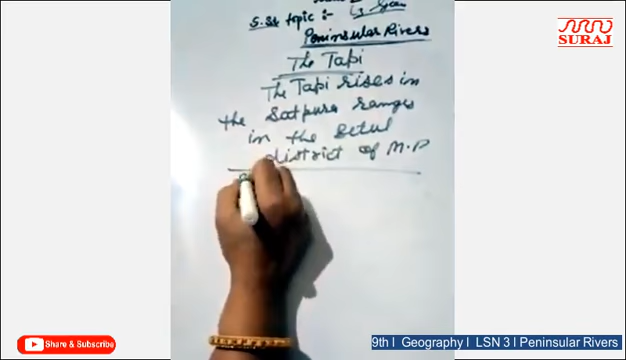 S.St topic :-
Peninsular Rivers
The Tapi
The Tapi rises in
the Satpura ranges
in the Betul
district of M.P
SURAJ
Share & Subscribe
9th I Geography I LSN 3 I Peninsular Rivers